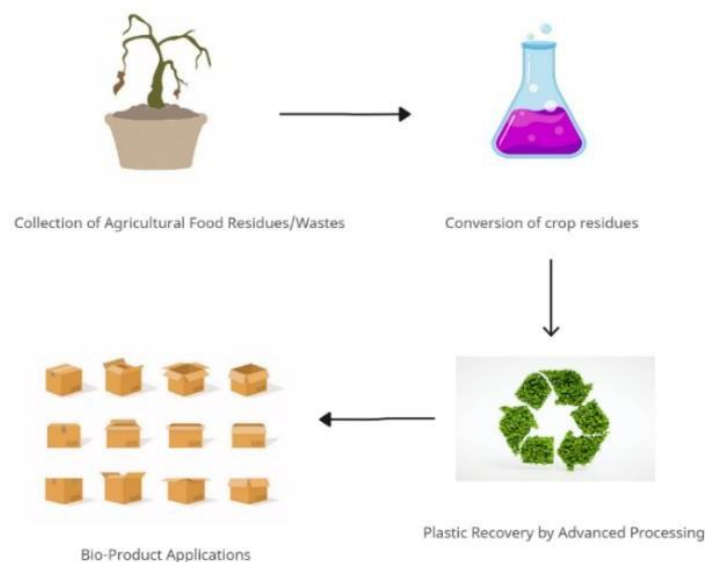 Collection of Agricultural Food Residues/Wastes
Conversion of crop residues
Plastic Recovery by Advanced Processing
Bio-Product Applications